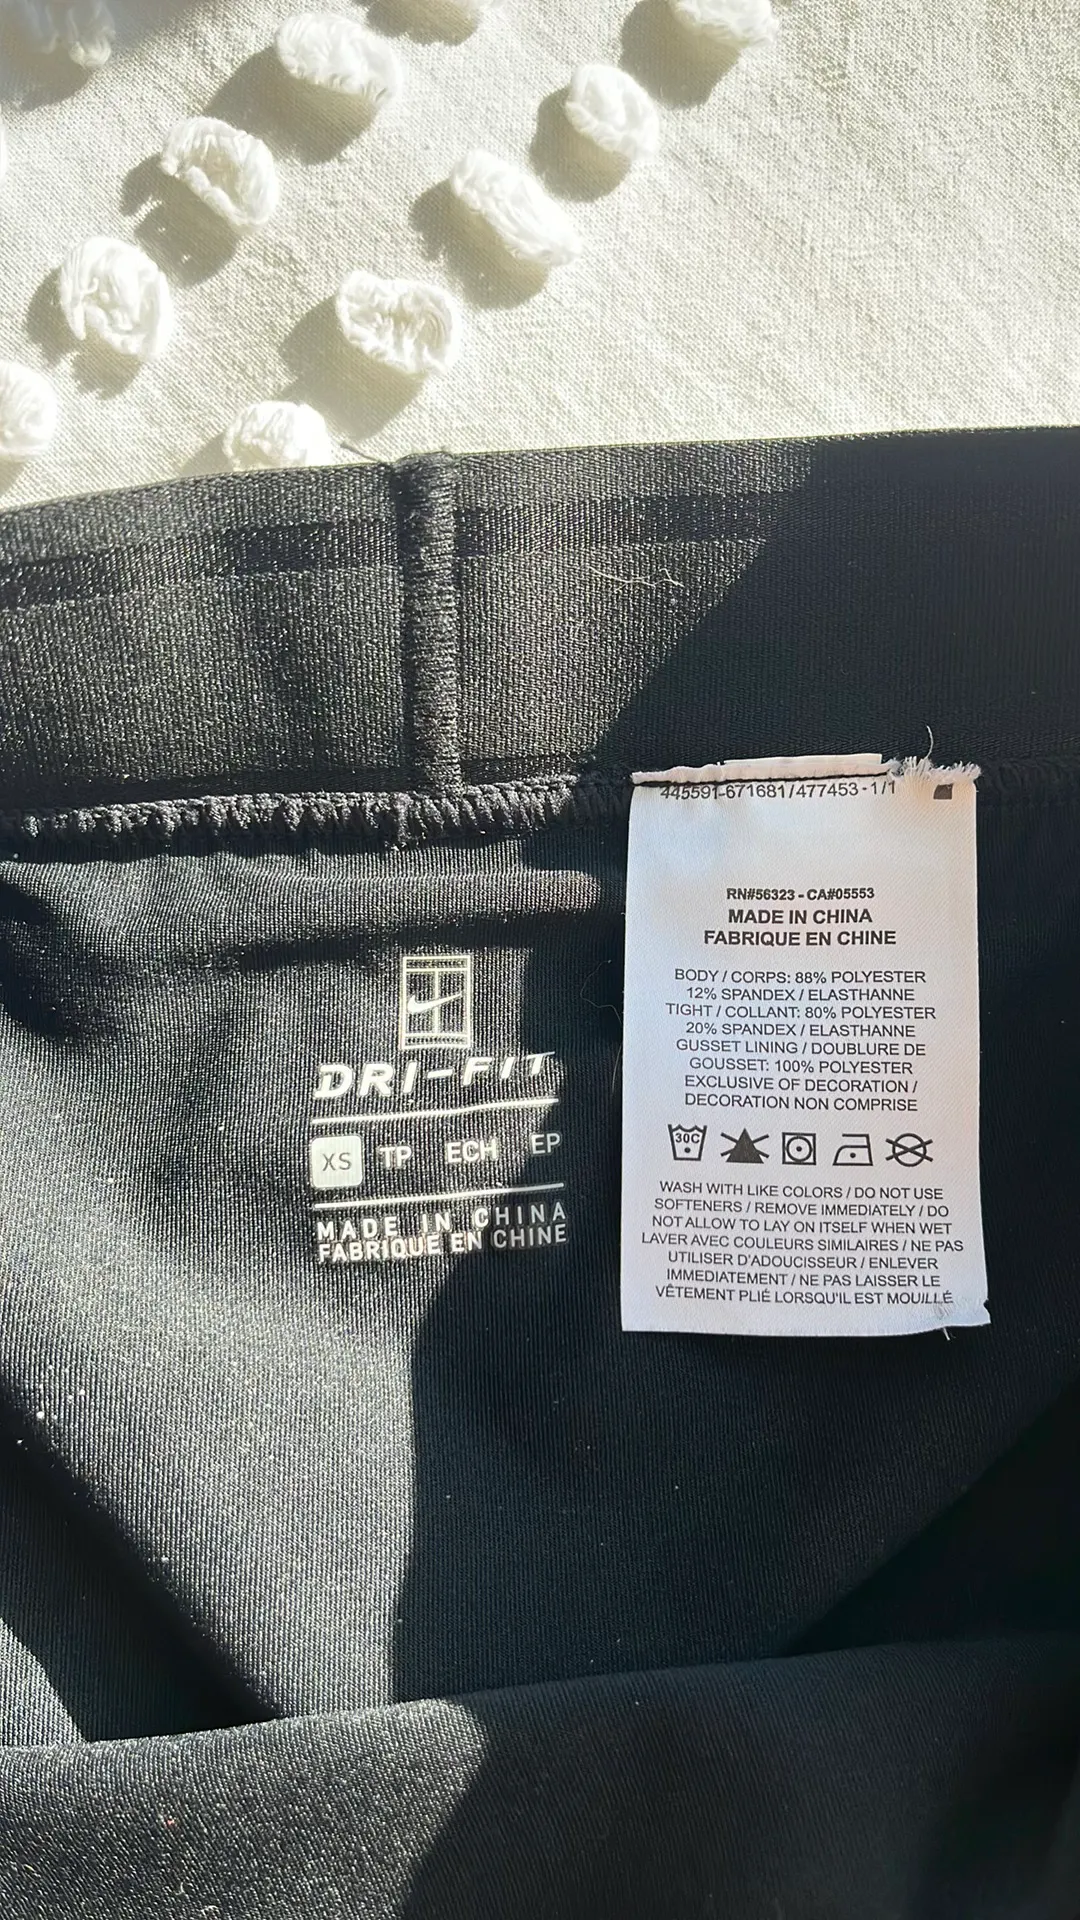 DRI-FIT
XS TP ECH EP
MADE IN CHINA
FABRIQUÉ EN CHINE
445591-671681/477453-1/1
RN#56323 - CA#05553
MADE IN CHINA
FABRIQUE EN CHINE
BODY / CORPS: 88% POLYESTER
12% SPANDEX / ELASTHANNE
TIGHT / COLLANT: 80% POLYESTER
20% SPANDEX / ELASTHANNE
GUSSET LINING / DOUBLURE DE
GOUSSET: 100% POLYESTER
EXCLUSIVE OF DECORATION /
DECORATION NON COMPRISE
30C
WASH WITH LIKE COLORS / DO NOT USE
SOFTENERS / REMOVE IMMEDIATELY / DO
NOT ALLOW TO LAY ON ITSELF WHEN WET
LAVER AVEC COULEURS SIMILAIRES / NE PAS
UTILISER D'ADOUCISSEUR / ENLEVER
IMMEDIATEMENT / NE PAS LAISSER LE
VÊTEMENT PLIÉ LORSQU'IL EST MOUILLÉ